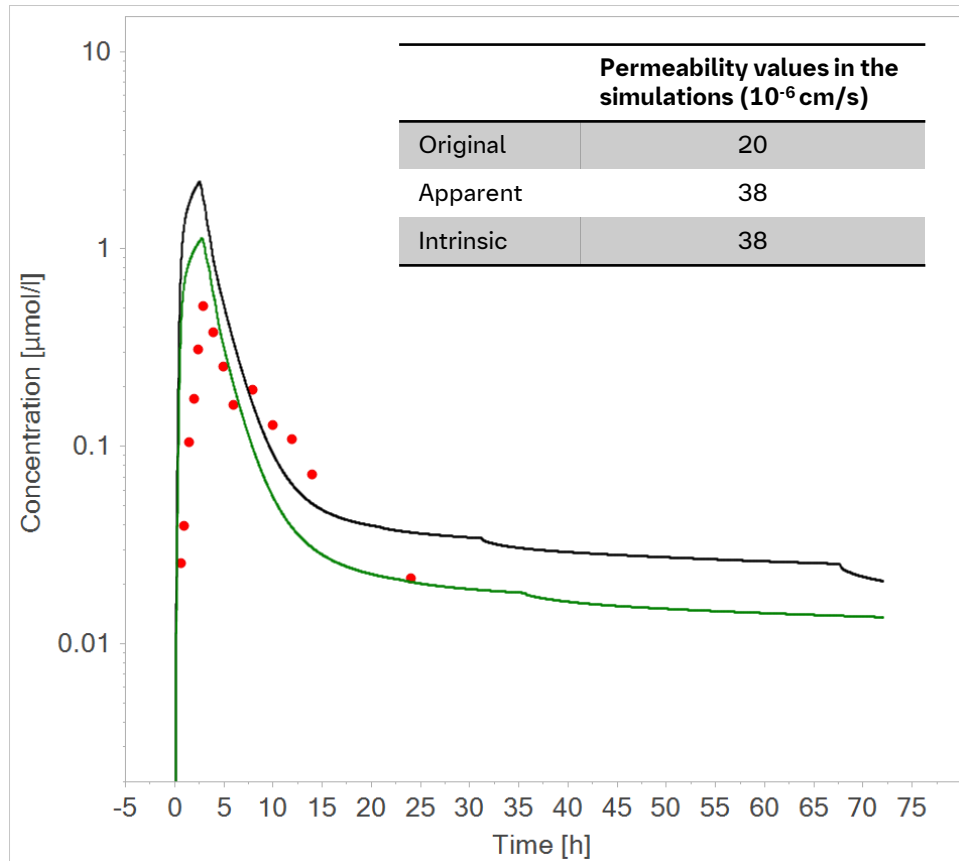 Permeability values in the
simulations (10⁻⁶ cm/s)
Original 20
Apparent 38
Intrinsic 38
Concentration [µmol/l]
10
1
0.1
0.01
-5 0 5 10 15 20 25 30 35 40 45 50 55 60 65 70 75
Time [h]